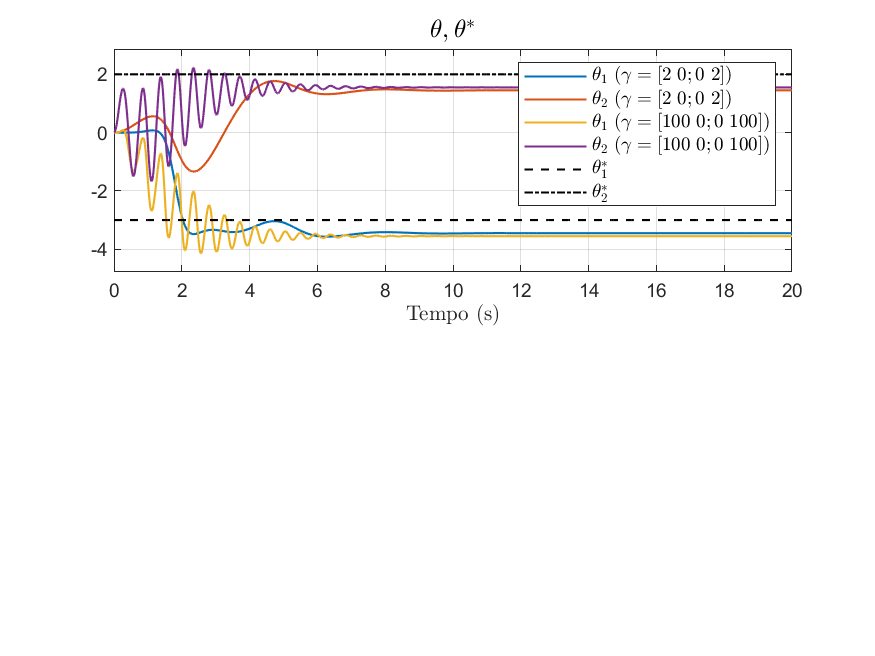 θ, θ*
2
0
-2
-4
θ₁ (γ = [2 0; 0 2])
θ₂ (γ = [2 0; 0 2])
θ₁ (γ = [100 0; 0 100])
θ₂ (γ = [100 0; 0 100])
θ₁*
θ₂*
0 2 4 6 8 10 12 14 16 18 20
Tempo (s)